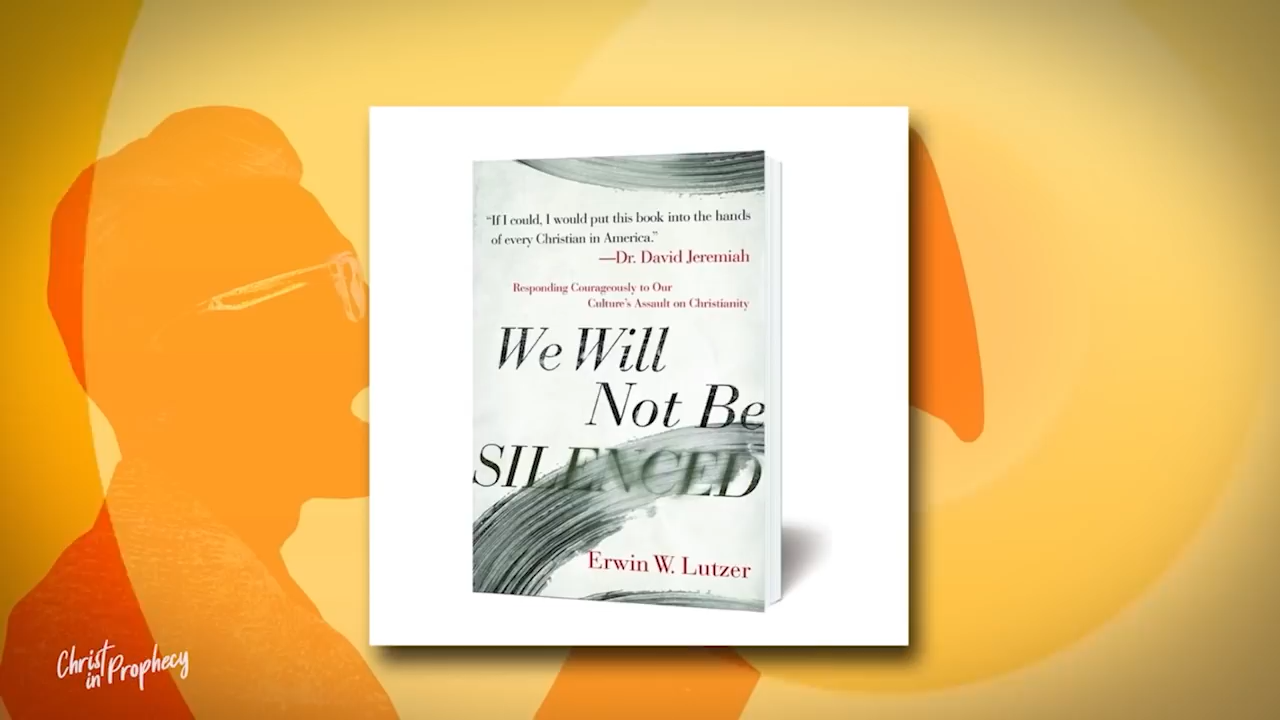 “If I could, I would put this book into the hands
of every Christian in America.”
—Dr. David Jeremiah
Responding Courageously to Our
Culture’s Assault on Christianity
We Will
Not Be
SILENCED
Erwin W. Lutzer
Christ
in Prophecy